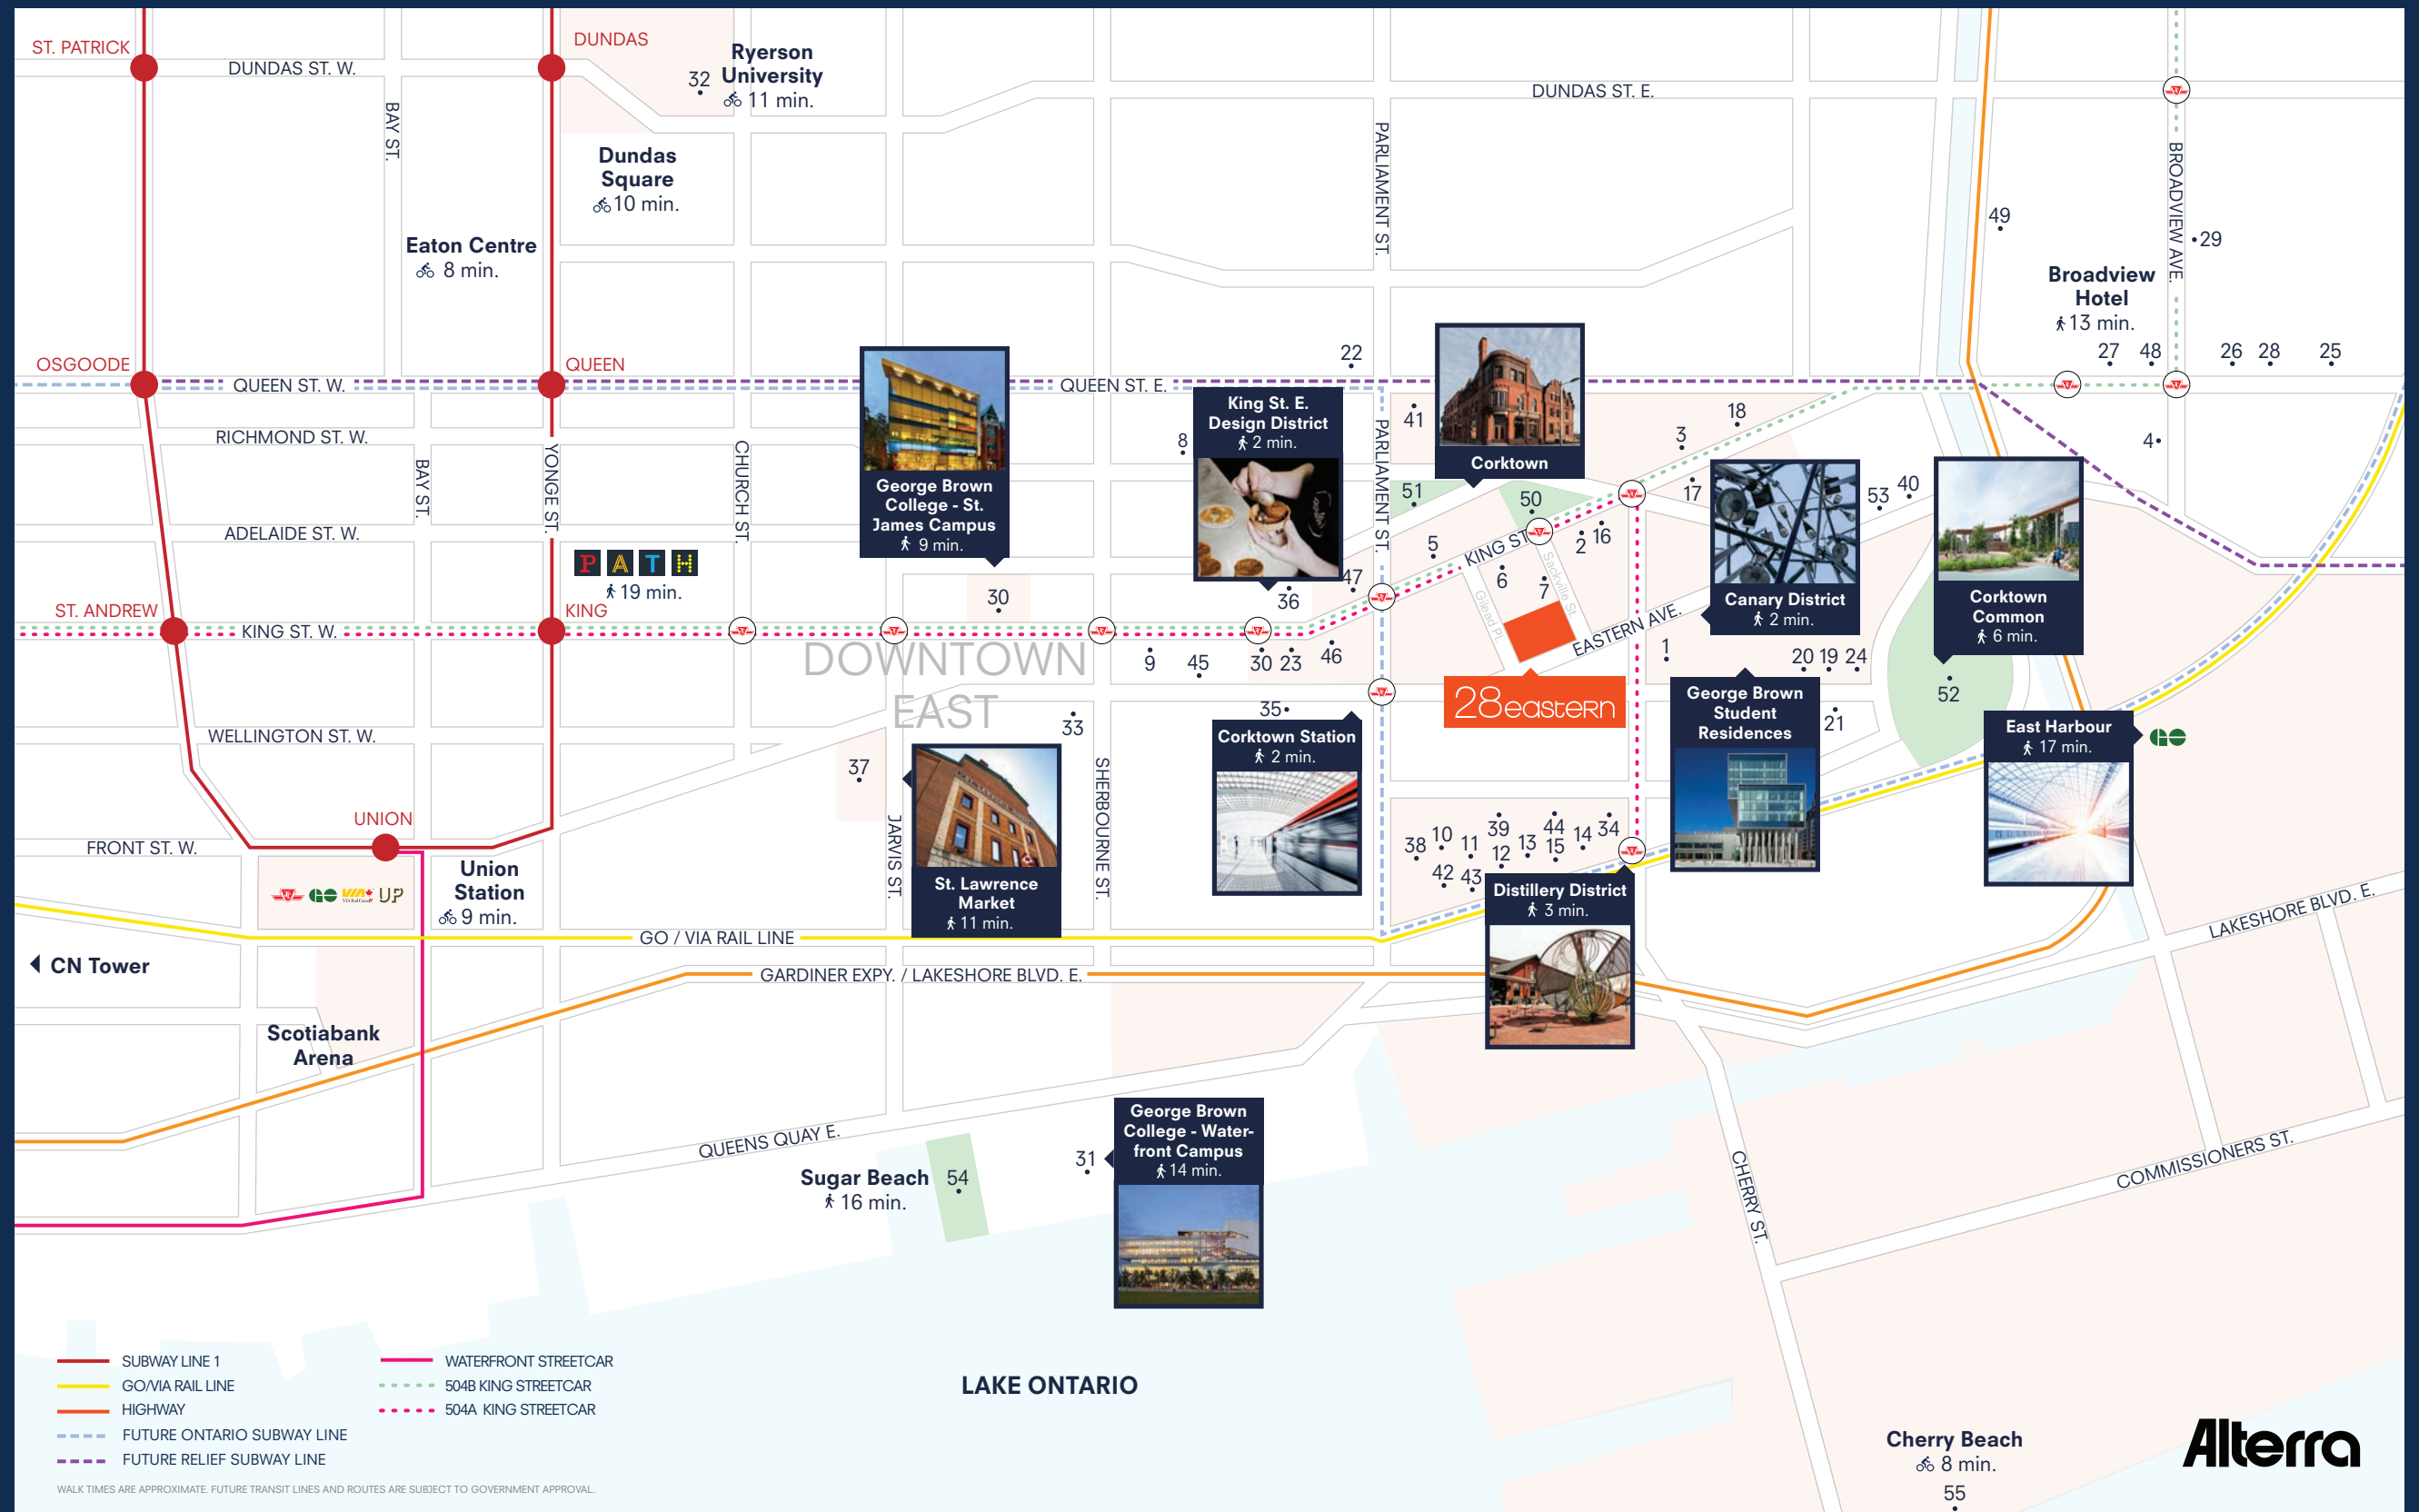 ST. PATRICK
DUNDAS
DUNDAS ST. W.
32
Ryerson
University
11 min.
DUNDAS ST. E.
BAY ST.
PARLIAMENT ST.
BROADVIEW AVE.
Dundas
Square
10 min.
49
29
Eaton Centre
8 min.
Broadview
Hotel
13 min.
27
48
26
28
25
22
OSGOODE
QUEEN
QUEEN ST. W.
QUEEN ST. E.
King St. E.
Design District
2 min.
41
18
3
4
8
RICHMOND ST. W.
BAY ST.
YONGE ST.
CHURCH ST.
PARLIAMENT ST.
Corktown
George Brown
College - St.
James Campus
9 min.
51
50
17
53
40
ADELAIDE ST. W.
5
KING ST
2
16
PATH
19 min.
6
7
Gilead Pl.
Sackville St.
47
36
30
Canary District
2 min.
Corktown
Common
6 min.
ST. ANDREW
KING
KING ST. W.
EASTERN AVE.
DOWNTOWN
EAST
9
45
30
23
46
1
20
19
24
52
28eastern
George Brown
Student
Residences
21
33
35
Corktown Station
2 min.
East Harbour
17 min.
GO
WELLINGTON ST. W.
37
SHERBOURNE ST.
JARVIS ST.
UNION
FRONT ST. W.
38
10
11
39
12
13
44
15
14
34
42
43
St. Lawrence
Market
11 min.
Distillery District
3 min.
GO
VIA Rail Canada
UP
Union
Station
9 min.
LAKESHORE BLVD. E.
GO / VIA RAIL LINE
CN Tower
GARDINER EXPY. / LAKESHORE BLVD. E.
Scotiabank
Arena
QUEENS QUAY E.
Sugar Beach
16 min.
54
31
George Brown
College - Water-
front Campus
14 min.
CHERRY ST.
COMMISSIONERS ST.
SUBWAY LINE 1
GO/VIA RAIL LINE
HIGHWAY
FUTURE ONTARIO SUBWAY LINE
FUTURE RELIEF SUBWAY LINE
WATERFRONT STREETCAR
504B KING STREETCAR
504A KING STREETCAR
LAKE ONTARIO
Cherry Beach
8 min.
55
Alterra
WALK TIMES ARE APPROXIMATE. FUTURE TRANSIT LINES AND ROUTES ARE SUBJECT TO GOVERNMENT APPROVAL.